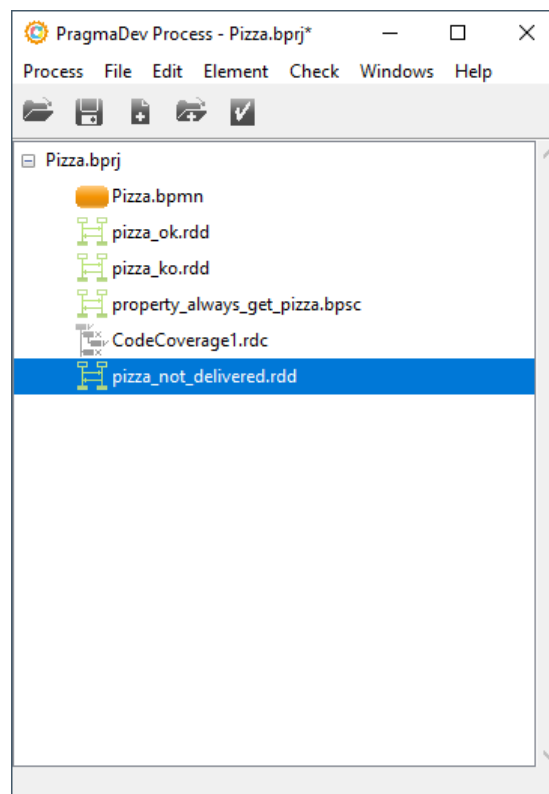 PragmaDev Process - Pizza.bprj*
Process File Edit Element Check Windows Help
Pizza.bprj
Pizza.bpmn
pizza_ok.rdd
pizza_ko.rdd
property_always_get_pizza.bpsc
CodeCoverage1.rdc
pizza_not_delivered.rdd